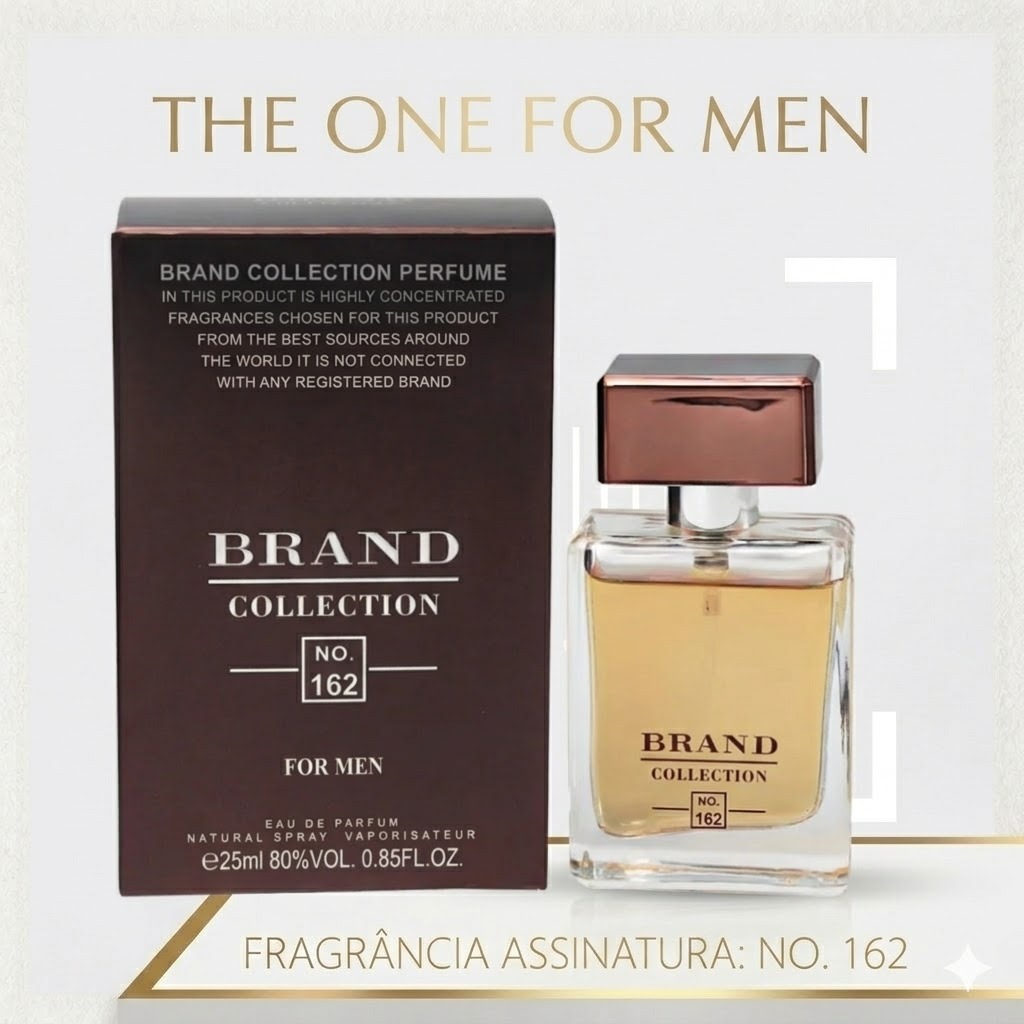 THE ONE FOR MEN
BRAND COLLECTION PERFUME
IN THIS PRODUCT IS HIGHLY CONCENTRATED
FRAGRANCES CHOSEN FOR THIS PRODUCT
FROM THE BEST SOURCES AROUND
THE WORLD IT IS NOT CONNECTED
WITH ANY REGISTERED BRAND
BRAND
COLLECTION
NO.
162
FOR MEN
EAU DE PARFUM
NATURAL SPRAY VAPORISATEUR
℮25ml 80%VOL. 0.85FL.OZ.
BRAND
COLLECTION
NO.
162
FRAGRÂNCIA ASSINATURA: NO. 162